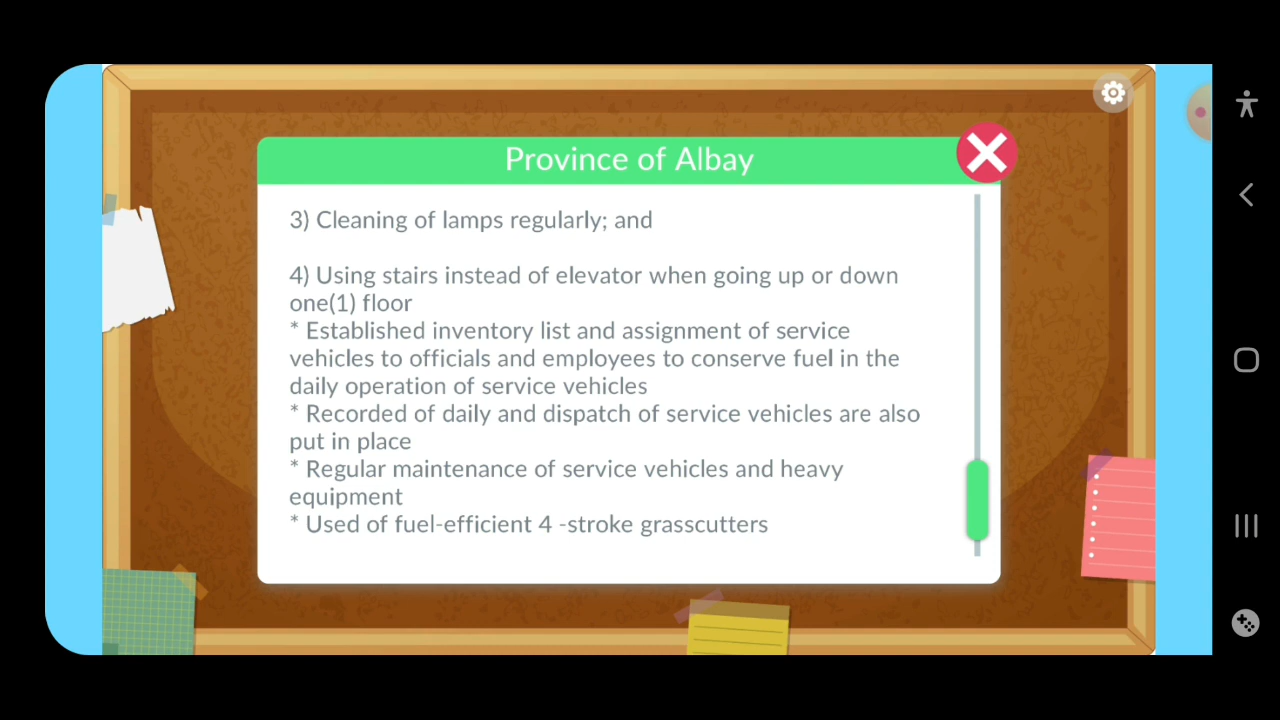 Province of Albay
3) Cleaning of lamps regularly; and
4) Using stairs instead of elevator when going up or down
one(1) floor
* Established inventory list and assignment of service
vehicles to officials and employees to conserve fuel in the
daily operation of service vehicles
* Recorded of daily and dispatch of service vehicles are also
put in place
* Regular maintenance of service vehicles and heavy
equipment
* Used of fuel-efficient 4 -stroke grasscutters